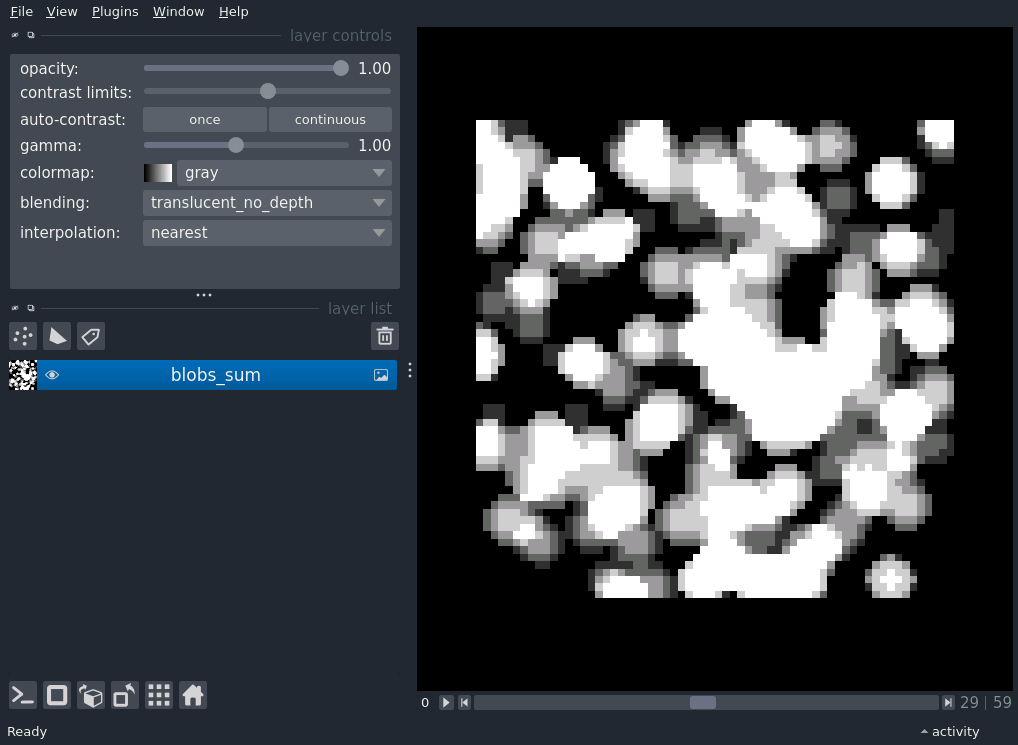 File View Plugins Window Help
layer controls
opacity: 1.00
contrast limits:
auto-contrast: once continuous
gamma: 1.00
colormap: gray
blending: translucent_no_depth
interpolation: nearest
layer list
blobs_sum
0 29 | 59
Ready activity